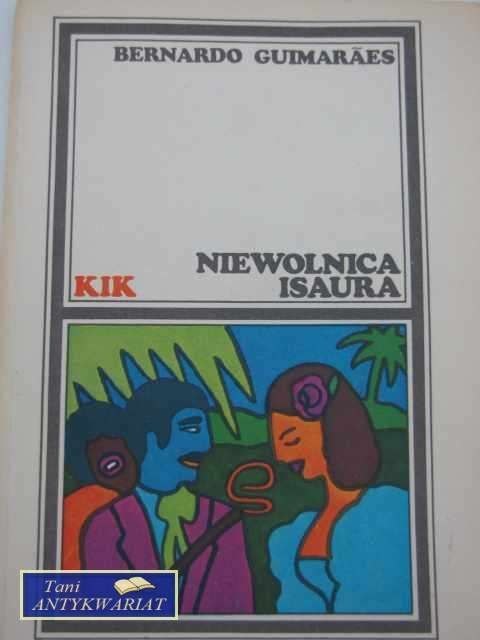 BERNARDO GUIMARÃES
NIEWOLNICA
KIK ISAURA
Tani
ANTYKWARIAT